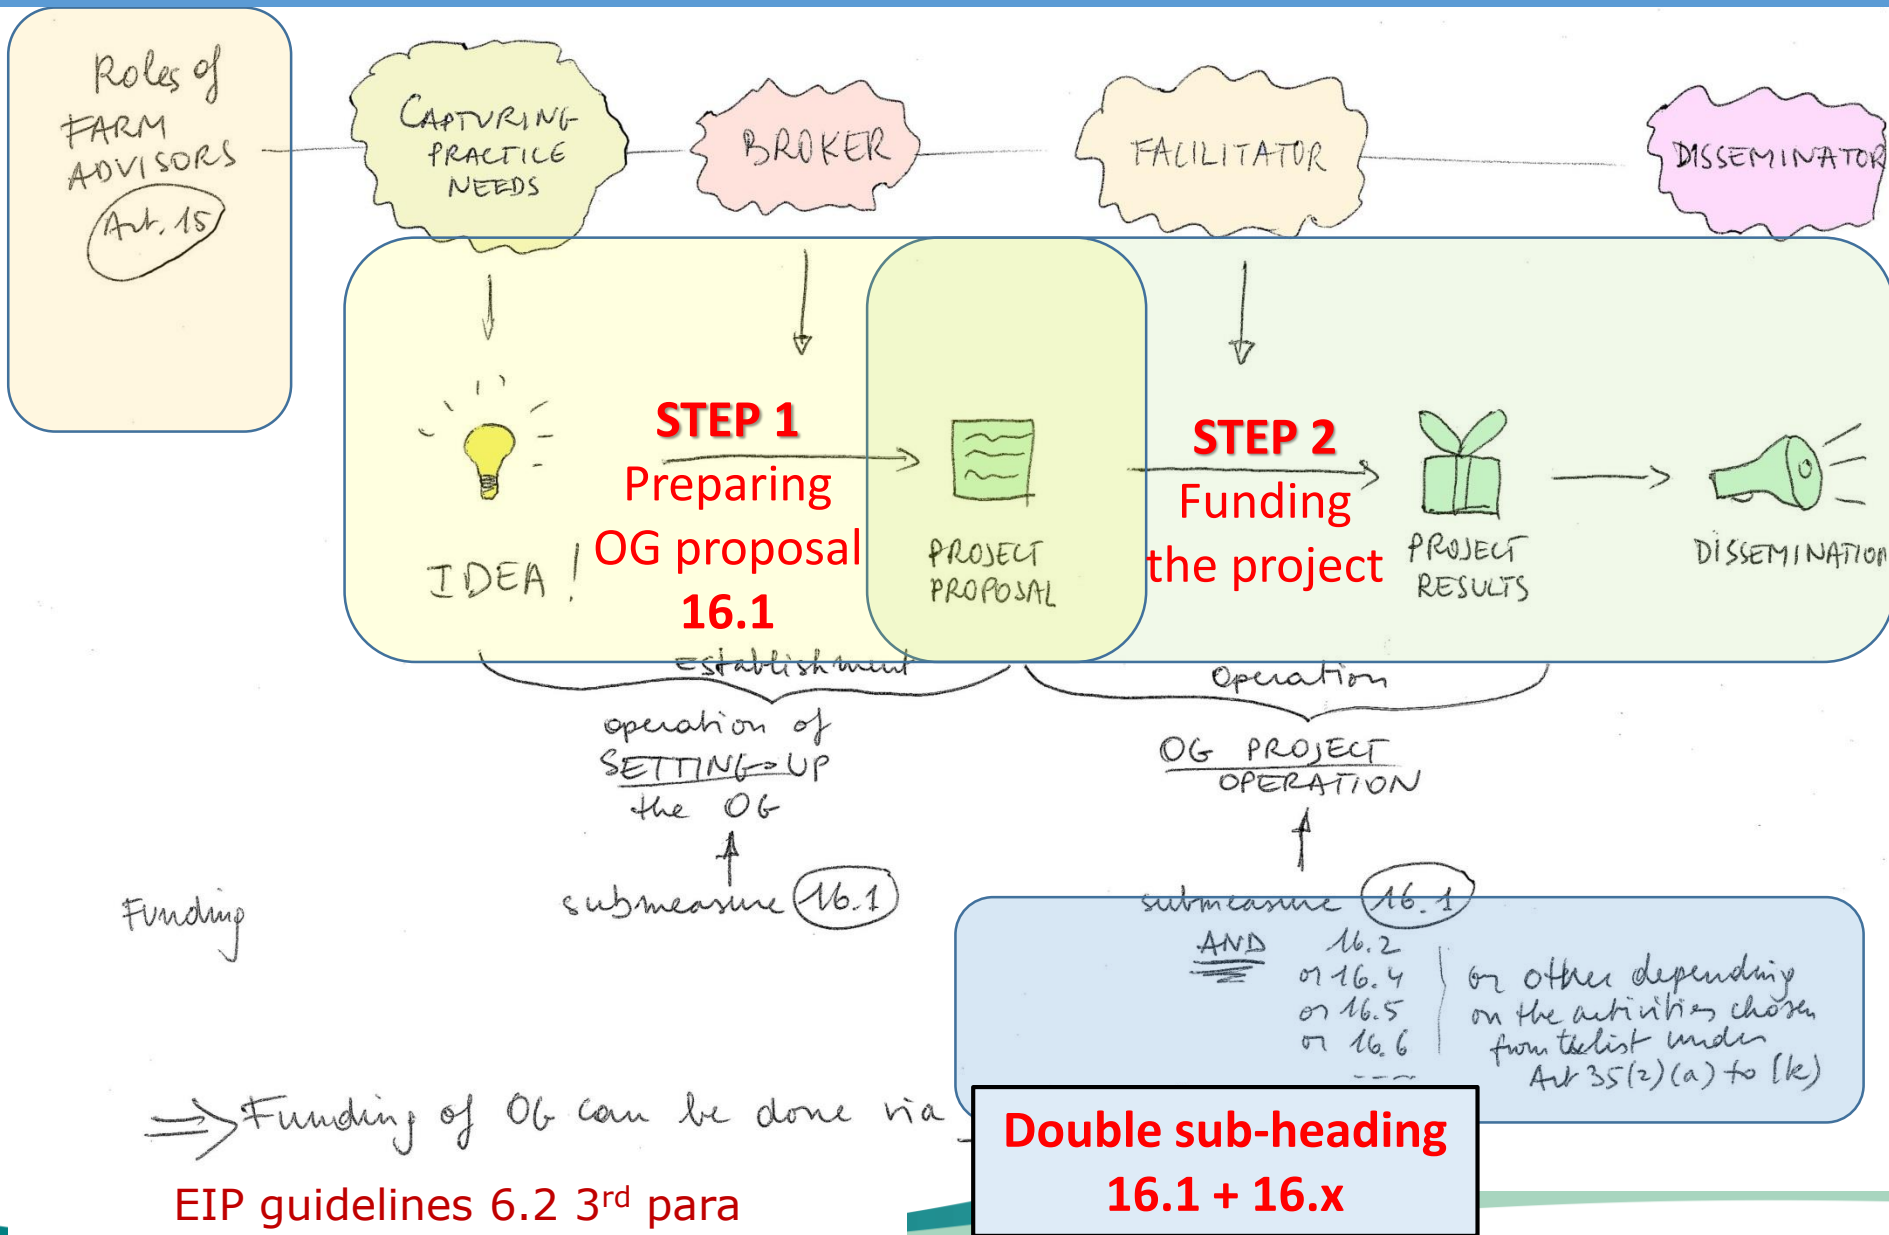 Roles of
FARM
ADVISORS
Art. 15
CAPTURING
PRACTICE
NEEDS
BROKER
FACILITATOR
DISSEMINATOR
STEP 1
Preparing
OG proposal
16.1
IDEA !
PROJECT
PROPOSAL
STEP 2
Funding
the project
PROJECT
RESULTS
DISSEMINATION
Establishment
operation of
SETTING-UP
the OG
submeasure 16.1
Operation
OG PROJECT
OPERATION
submeasure 16.1
AND 16.2
or 16.4
or 16.5
or 16.6
or other depending
on the activities chosen
from the list under
Art 35(2)(a) to (k)
Funding
⇒ Funding of OG can be done via
Double sub-heading
16.1 + 16.x
EIP guidelines 6.2 3rd para